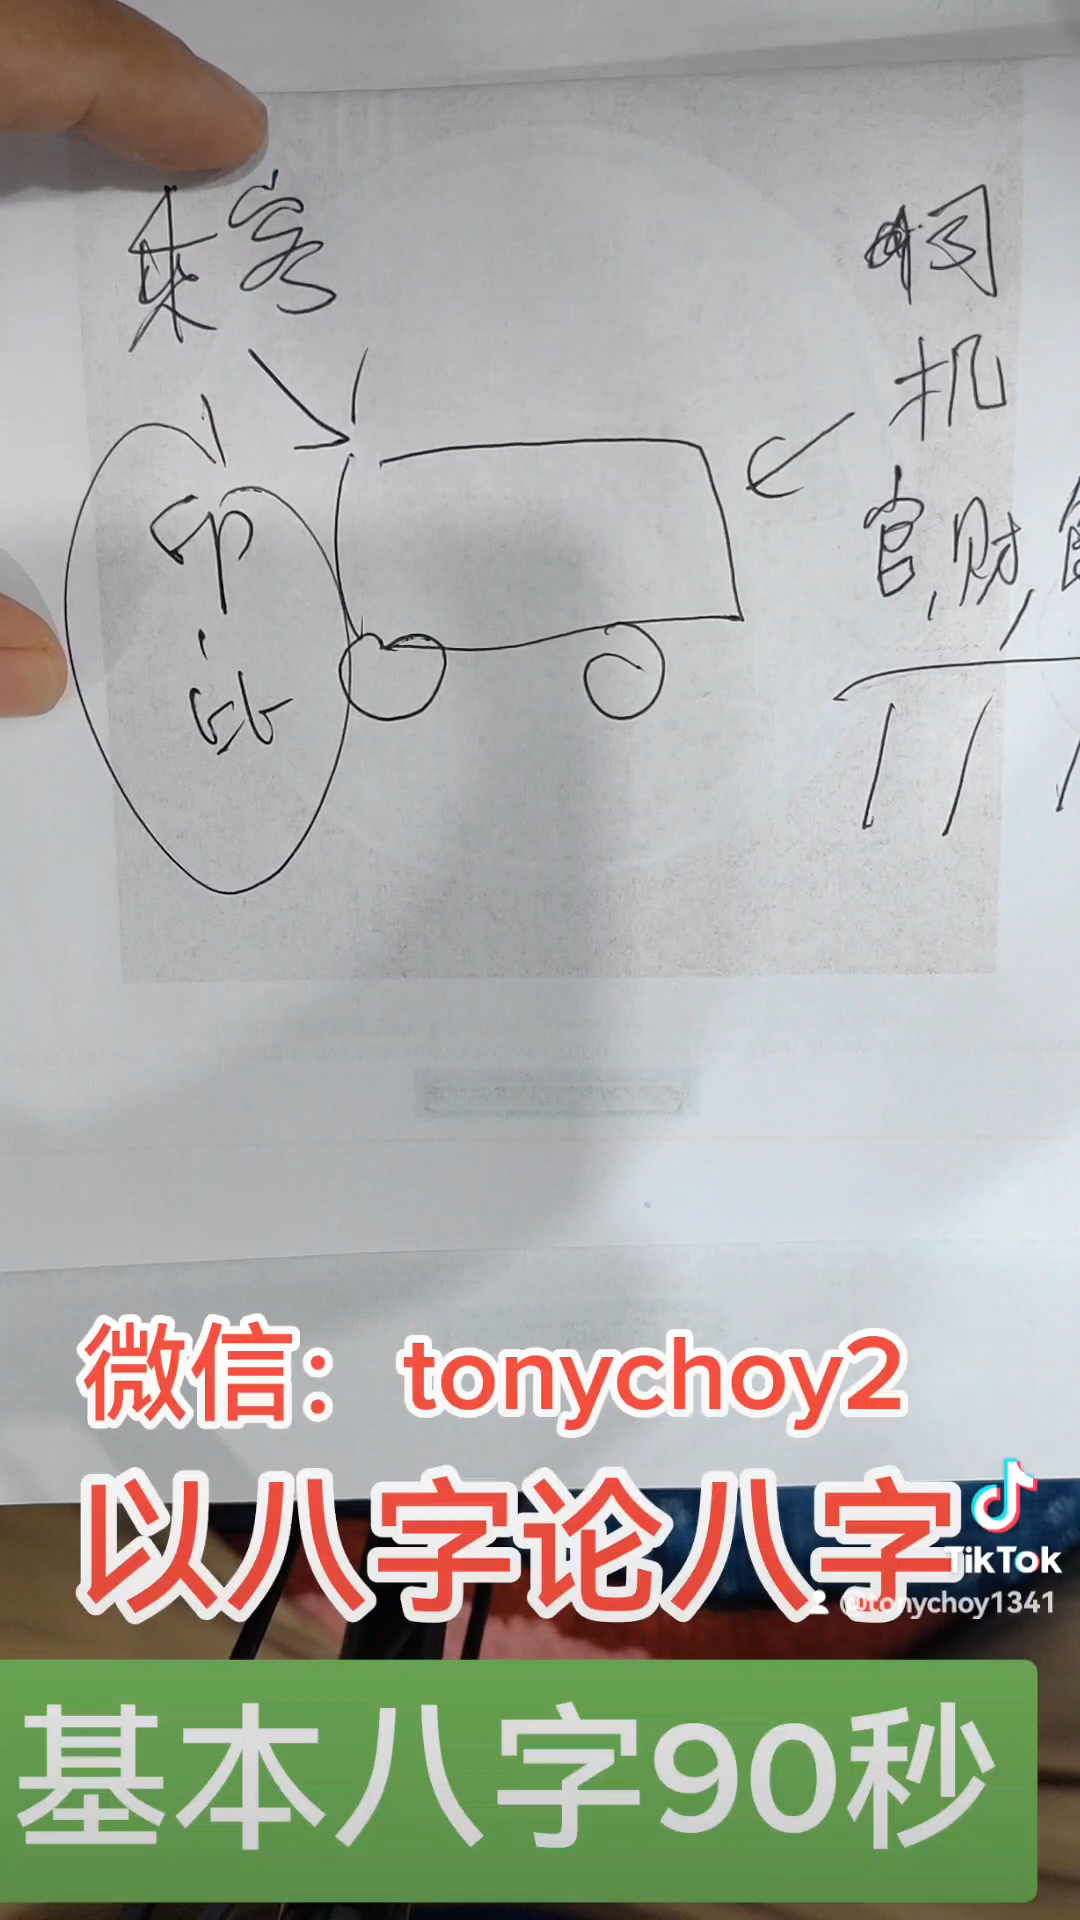 乘客
司
机
官,财,
印
比
微信：tonychoy2
以八字论八字
TikTok
@tonychoy1341
基本八字90秒